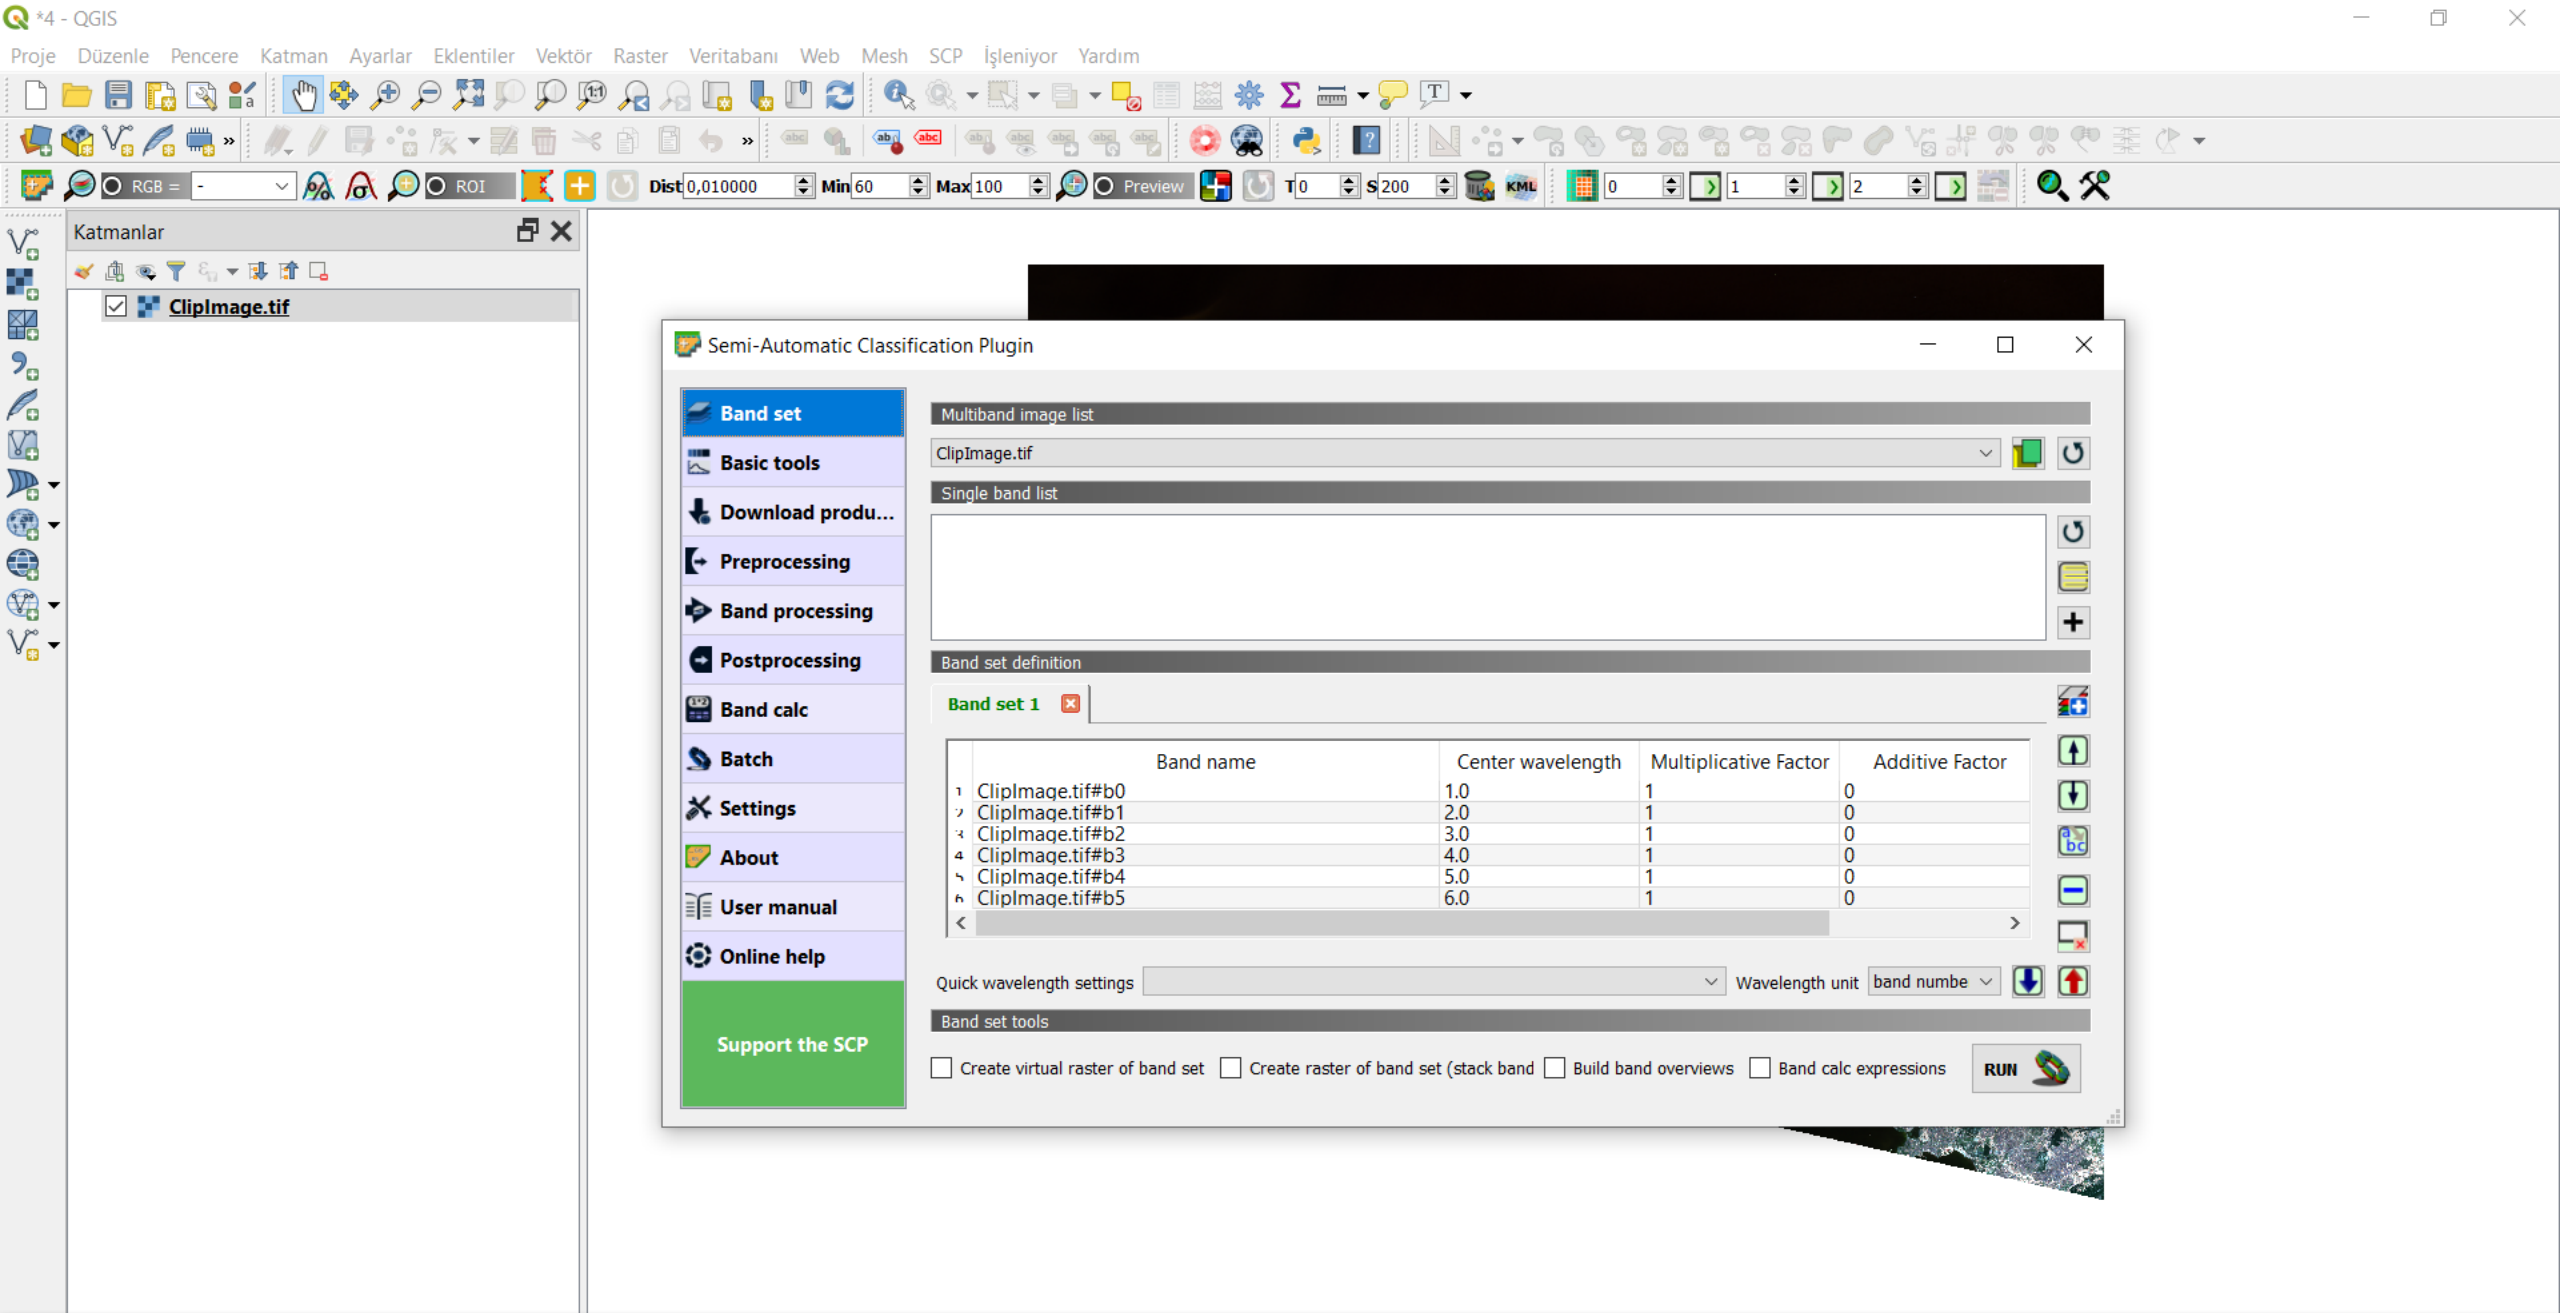 *4 - QGIS
Proje Düzenle Pencere Katman Ayarlar Eklentiler Vektör Raster Veritabanı Web Mesh SCP İşleniyor Yardım
RGB = - ROI Dist 0,010000 Min 60 Max 100 Preview T 0 S 200 KML 0 1 2
Katmanlar
ClipImage.tif
Semi-Automatic Classification Plugin
Band set
Basic tools
Download produ...
Preprocessing
Band processing
Postprocessing
Band calc
Batch
Settings
About
User manual
Online help
Support the SCP
Multiband image list
ClipImage.tif
Single band list
Band set definition
Band set 1
Band name Center wavelength Multiplicative Factor Additive Factor
1 ClipImage.tif#b0 1.0 1 0
2 ClipImage.tif#b1 2.0 1 0
3 ClipImage.tif#b2 3.0 1 0
4 ClipImage.tif#b3 4.0 1 0
5 ClipImage.tif#b4 5.0 1 0
6 ClipImage.tif#b5 6.0 1 0
Quick wavelength settings Wavelength unit band numbe
Band set tools
Create virtual raster of band set Create raster of band set (stack band Build band overviews Band calc expressions RUN